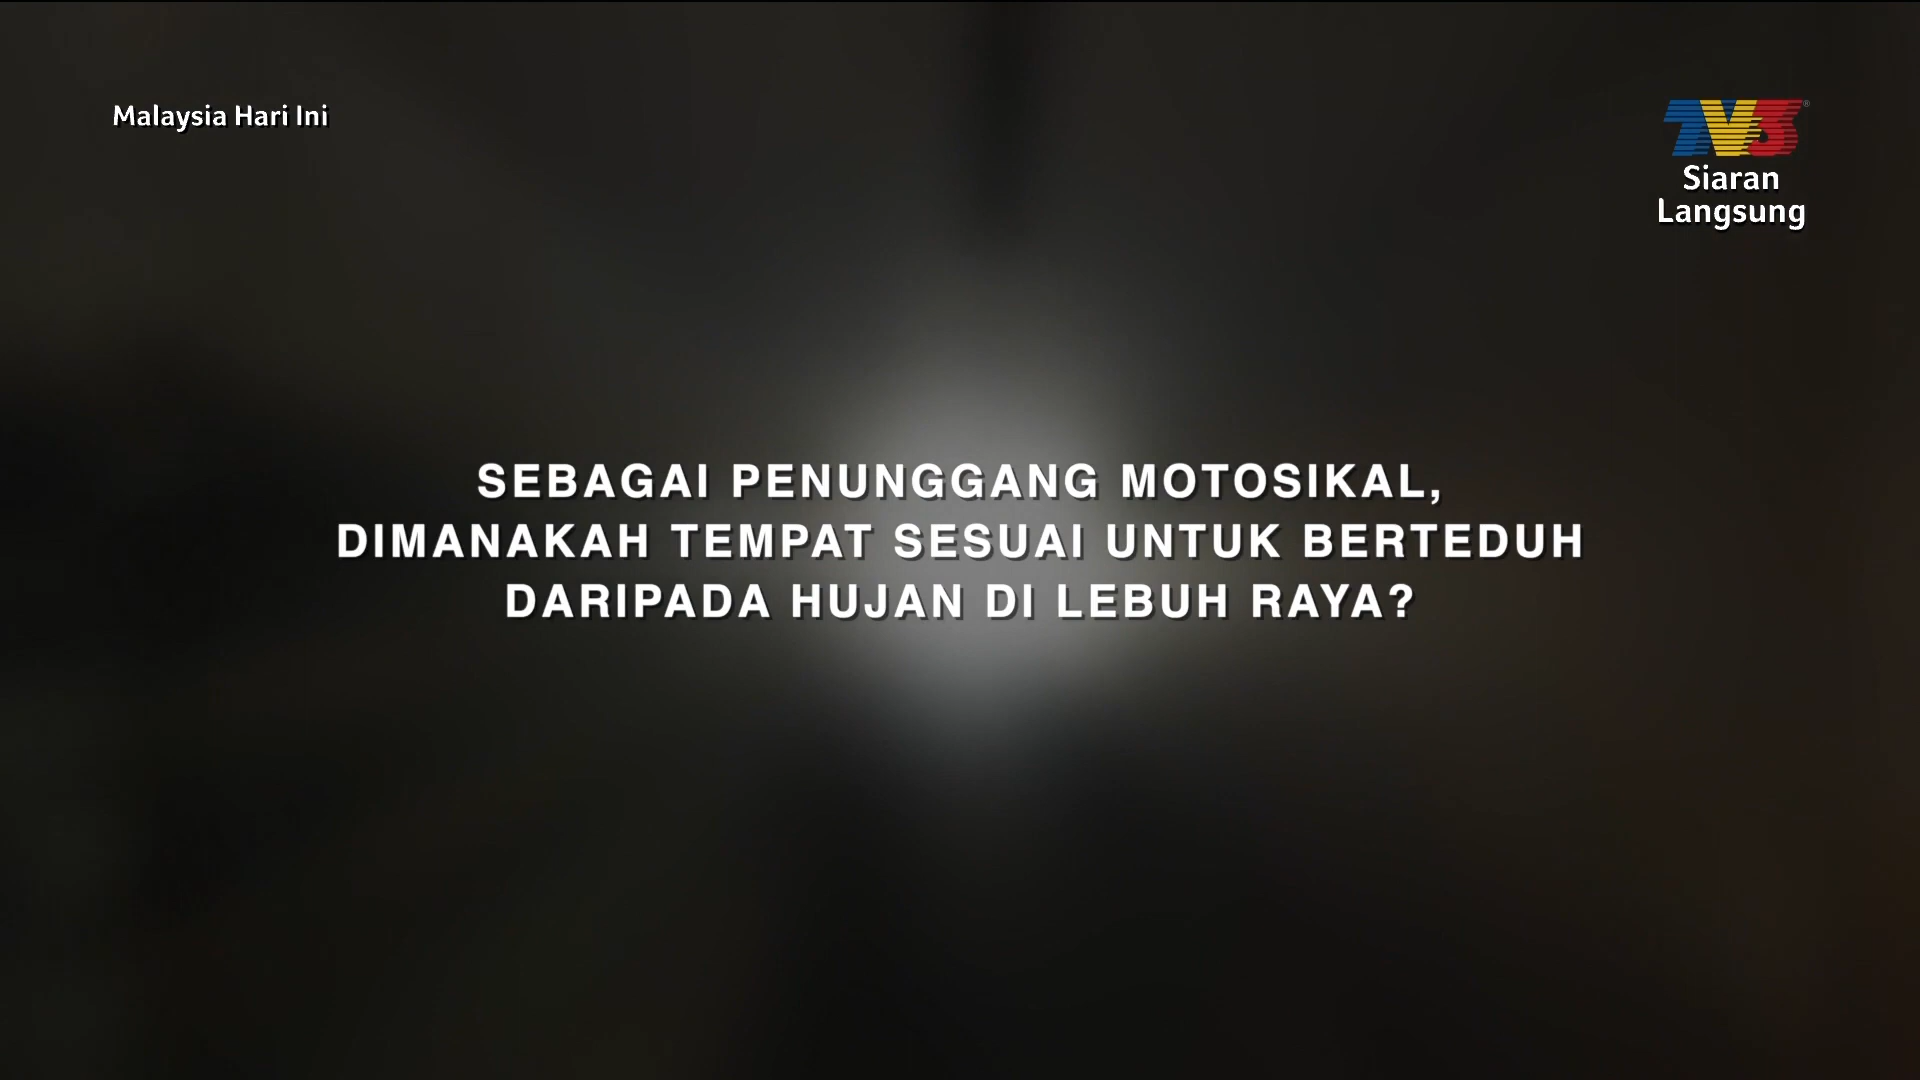 Malaysia Hari Ini
TV3
Siaran
Langsung
SEBAGAI PENUNGGANG MOTOSIKAL,
DIMANAKAH TEMPAT SESUAI UNTUK BERTEDUH
DARIPADA HUJAN DI LEBUH RAYA?